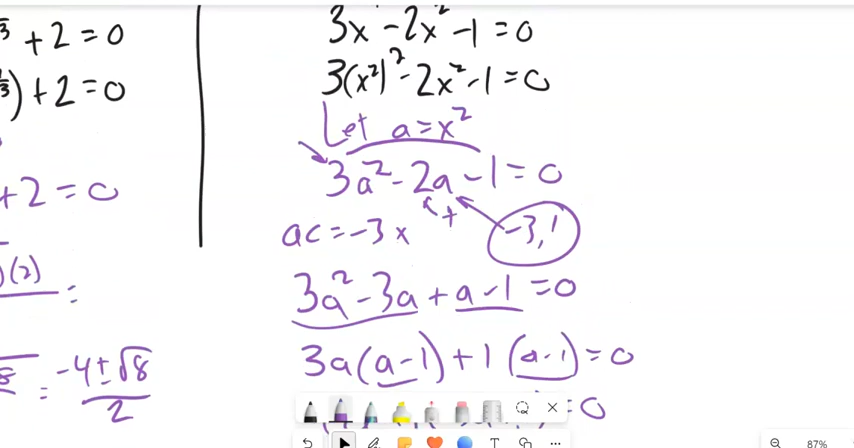 + 2 = 0
) + 2 = 0
+2 = 0
)(2) =
= -4 ± √8 / 2
3x - 2x² - 1 = 0
3(x²)² - 2x² - 1 = 0
Let a = x²
3a² - 2a - 1 = 0
ac = -3 x + -3, 1
3a² - 3a + a - 1 = 0
3a(a - 1) + 1(a - 1) = 0
= 0
T
87%